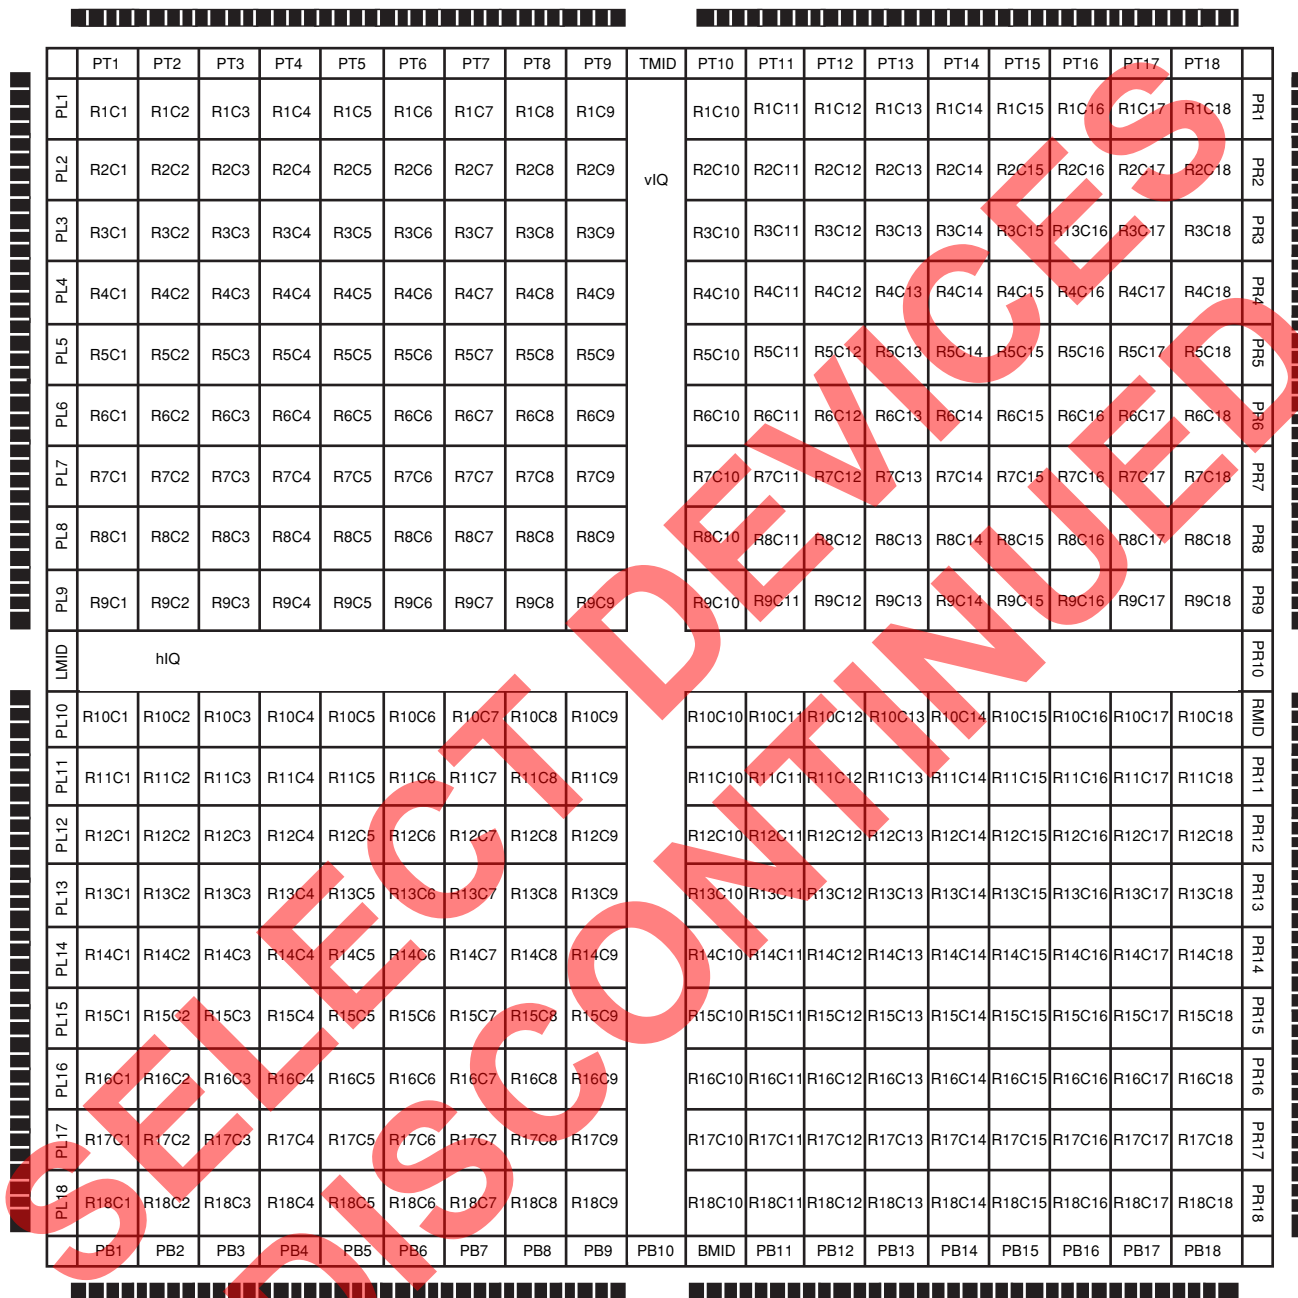 PT1 PT2 PT3 PT4 PT5 PT6 PT7 PT8 PT9 TMID PT10 PT11 PT12 PT13 PT14 PT15 PT16 PT17 PT18
PL1 R1C1 R1C2 R1C3 R1C4 R1C5 R1C6 R1C7 R1C8 R1C9 R1C10 R1C11 R1C12 R1C13 R1C14 R1C15 R1C16 R1C17 R1C18 PR1
PL2 R2C1 R2C2 R2C3 R2C4 R2C5 R2C6 R2C7 R2C8 R2C9 vIQ R2C10 R2C11 R2C12 R2C13 R2C14 R2C15 R2C16 R2C17 R2C18 PR2
PL3 R3C1 R3C2 R3C3 R3C4 R3C5 R3C6 R3C7 R3C8 R3C9 R3C10 R3C11 R3C12 R3C13 R3C14 R3C15 R13C16 R3C17 R3C18 PR3
PL4 R4C1 R4C2 R4C3 R4C4 R4C5 R4C6 R4C7 R4C8 R4C9 R4C10 R4C11 R4C12 R4C13 R4C14 R4C15 R4C16 R4C17 R4C18 PR4
PL5 R5C1 R5C2 R5C3 R5C4 R5C5 R5C6 R5C7 R5C8 R5C9 R5C10 R5C11 R5C12 R5C13 R5C14 R5C15 R5C16 R5C17 R5C18 PR5
PL6 R6C1 R6C2 R6C3 R6C4 R6C5 R6C6 R6C7 R6C8 R6C9 R6C10 R6C11 R6C12 R6C13 R6C14 R6C15 R6C16 R6C17 R6C18 PR6
PL7 R7C1 R7C2 R7C3 R7C4 R7C5 R7C6 R7C7 R7C8 R7C9 R7C10 R7C11 R7C12 R7C13 R7C14 R7C15 R7C16 R7C17 R7C18 PR7
PL8 R8C1 R8C2 R8C3 R8C4 R8C5 R8C6 R8C7 R8C8 R8C9 R8C10 R8C11 R8C12 R8C13 R8C14 R8C15 R8C16 R8C17 R8C18 PR8
PL9 R9C1 R9C2 R9C3 R9C4 R9C5 R9C6 R9C7 R9C8 R9C9 R9C10 R9C11 R9C12 R9C13 R9C14 R9C15 R9C16 R9C17 R9C18 PR9
LMID hIQ PR10
PL10 R10C1 R10C2 R10C3 R10C4 R10C5 R10C6 R10C7 R10C8 R10C9 R10C10 R10C11 R10C12 R10C13 R10C14 R10C15 R10C16 R10C17 R10C18 RMID
PL11 R11C1 R11C2 R11C3 R11C4 R11C5 R11C6 R11C7 R11C8 R11C9 R11C10 R11C11 R11C12 R11C13 R11C14 R11C15 R11C16 R11C17 R11C18 PR11
PL12 R12C1 R12C2 R12C3 R12C4 R12C5 R12C6 R12C7 R12C8 R12C9 R12C10 R12C11 R12C12 R12C13 R12C14 R12C15 R12C16 R12C17 R12C18 PR12
PL13 R13C1 R13C2 R13C3 R13C4 R13C5 R13C6 R13C7 R13C8 R13C9 R13C10 R13C11 R13C12 R13C13 R13C14 R13C15 R13C16 R13C17 R13C18 PR13
PL14 R14C1 R14C2 R14C3 R14C4 R14C5 R14C6 R14C7 R14C8 R14C9 R14C10 R14C11 R14C12 R14C13 R14C14 R14C15 R14C16 R14C17 R14C18 PR14
PL15 R15C1 R15C2 R15C3 R15C4 R15C5 R15C6 R15C7 R15C8 R15C9 R15C10 R15C11 R15C12 R15C13 R15C14 R15C15 R15C16 R15C17 R15C18 PR15
PL16 R16C1 R16C2 R16C3 R16C4 R16C5 R16C6 R16C7 R16C8 R16C9 R16C10 R16C11 R16C12 R16C13 R16C14 R16C15 R16C16 R16C17 R16C18 PR16
PL17 R17C1 R17C2 R17C3 R17C4 R17C5 R17C6 R17C7 R17C8 R17C9 R17C10 R17C11 R17C12 R17C13 R17C14 R17C15 R17C16 R17C17 R17C18 PR17
PL18 R18C1 R18C2 R18C3 R18C4 R18C5 R18C6 R18C7 R18C8 R18C9 R18C10 R18C11 R18C12 R18C13 R18C14 R18C15 R18C16 R18C17 R18C18 PR18
PB1 PB2 PB3 PB4 PB5 PB6 PB7 PB8 PB9 PB10 BMID PB11 PB12 PB13 PB14 PB15 PB16 PB17 PB18
SELECT DEVICES
DISCONTINUED